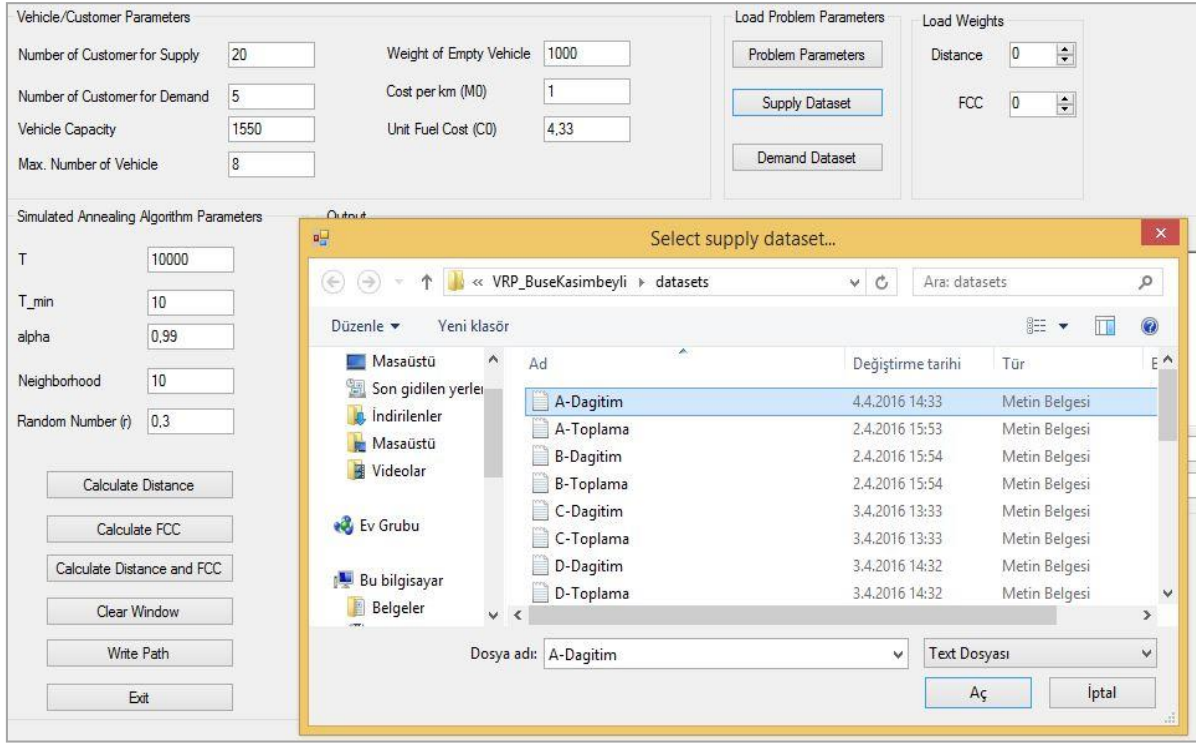 Vehicle/Customer Parameters
Number of Customer for Supply 20
Weight of Empty Vehicle 1000
Number of Customer for Demand 5
Cost per km (M0) 1
Vehicle Capacity 1550
Unit Fuel Cost (C0) 4,33
Max. Number of Vehicle 8
Load Problem Parameters
Problem Parameters
Supply Dataset
Demand Dataset
Load Weights
Distance 0
FCC 0
Simulated Annealing Algorithm Parameters
T 10000
T_min 10
alpha 0,99
Neighborhood 10
Random Number (r) 0,3
Calculate Distance
Calculate FCC
Calculate Distance and FCC
Clear Window
Write Path
Exit
Output
Select supply dataset...
« VRP_BuseKasimbeyli datasets
Ara: datasets
Düzenle Yeni klasör
Masaüstü
Son gidilen yerler
İndirilenler
Masaüstü
Videolar
Ev Grubu
Bu bilgisayar
Belgeler
Ad Değiştirme tarihi Tür
A-Dagitim 4.4.2016 14:33 Metin Belgesi
A-Toplama 2.4.2016 15:53 Metin Belgesi
B-Dagitim 2.4.2016 15:54 Metin Belgesi
B-Toplama 2.4.2016 15:54 Metin Belgesi
C-Dagitim 3.4.2016 13:33 Metin Belgesi
C-Toplama 3.4.2016 13:33 Metin Belgesi
D-Dagitim 3.4.2016 14:32 Metin Belgesi
D-Toplama 3.4.2016 14:32 Metin Belgesi
Dosya adı: A-Dagitim
Text Dosyası
Aç İptal